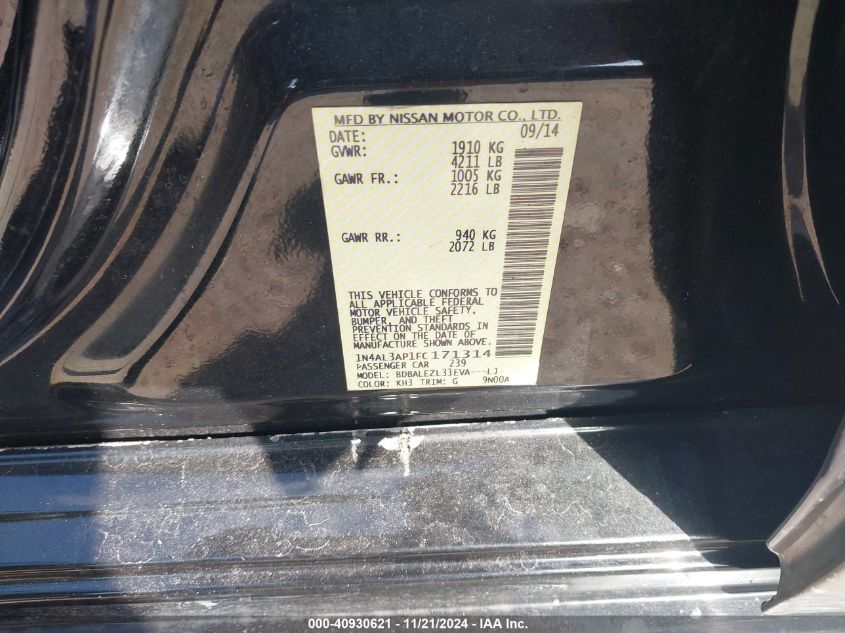 MFD BY NISSAN MOTOR CO., LTD.
DATE: 09/14
GVWR: 1910 KG
4211 LB
GAWR FR.: 1005 KG
2216 LB
GAWR RR.: 940 KG
2072 LB
THIS VEHICLE CONFORMS TO
ALL APPLICABLE FEDERAL
MOTOR VEHICLE SAFETY,
BUMPER, AND THEFT
PREVENTION STANDARDS
IN EFFECT ON THE DATE OF
MANUFACTURE SHOWN ABOVE.
1N4AL3AP1FC171314
PASSENGER CAR 239
MODEL: BDBALEZL33EVA---LJ-
COLOR: KH3 TRIM: G 9N00A
000-40930621 - 11/21/2024 - IAA Inc.